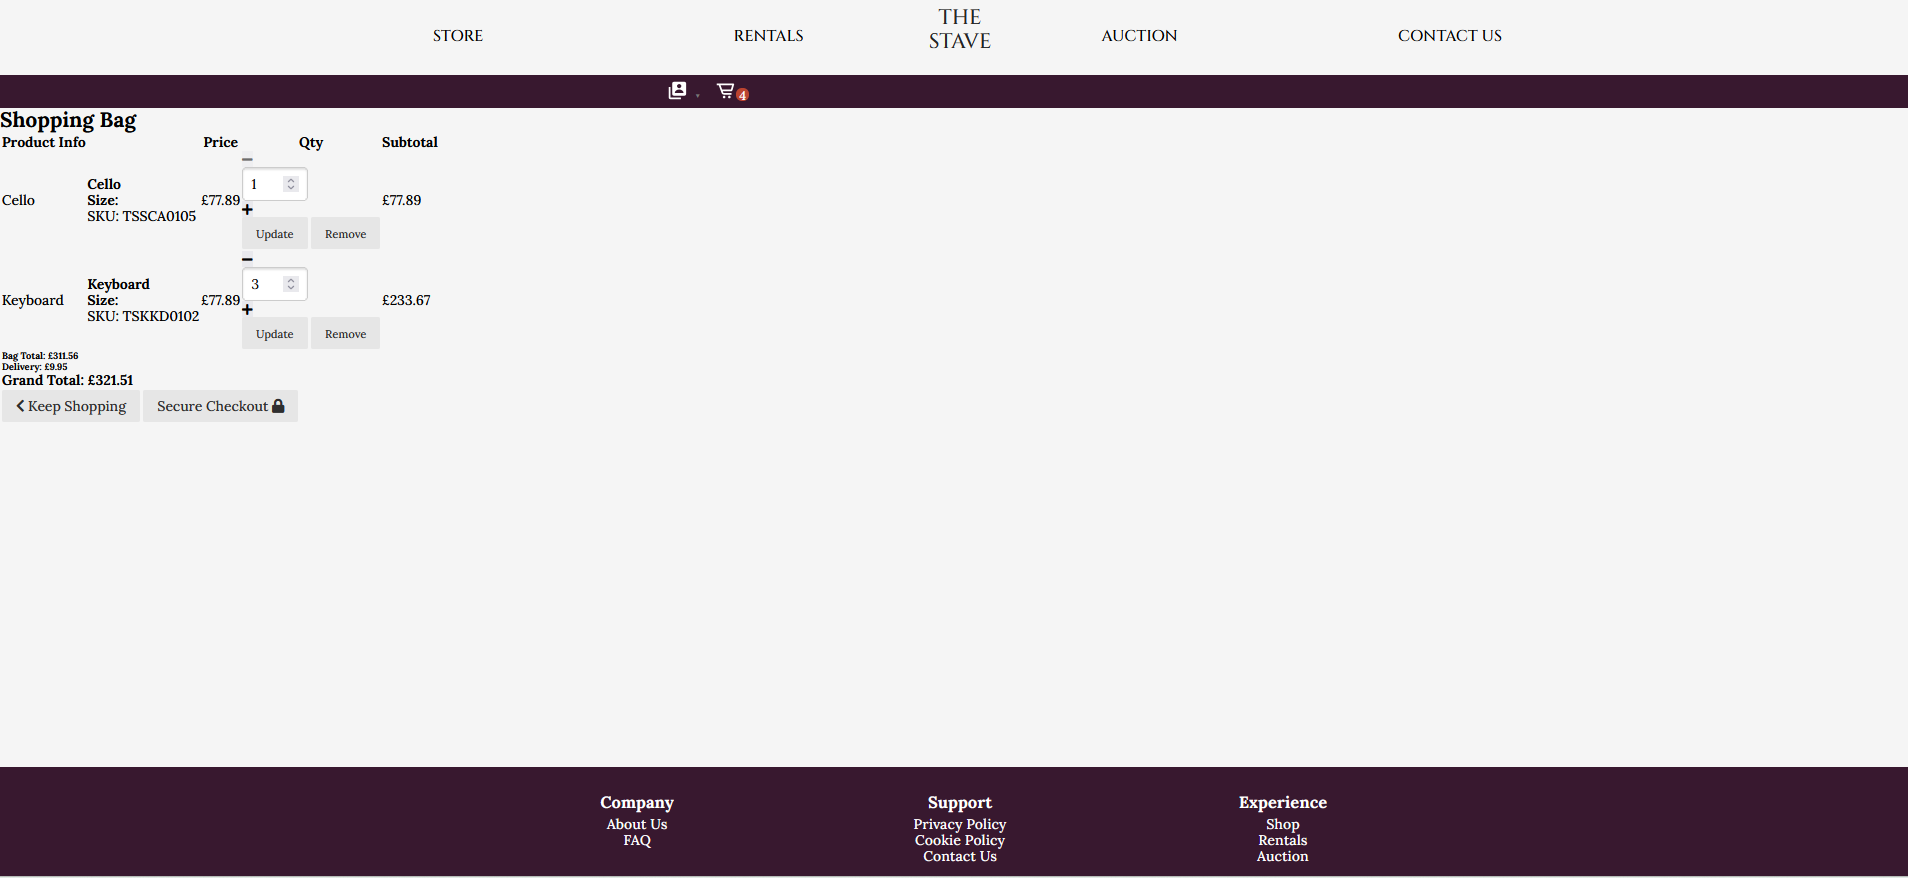 STORE
RENTALS
THE
STAVE
AUCTION
CONTACT US
4
Shopping Bag
Product Info Price Qty Subtotal
Cello
Cello
Size:
SKU: TSSCA0105
£77.89
1
£77.89
Update Remove
Keyboard
Keyboard
Size:
SKU: TSKKD0102
£77.89
3
£233.67
Update Remove
Bag Total: £311.56
Delivery: £9.95
Grand Total: £321.51
Keep Shopping
Secure Checkout
Company
About Us
FAQ
Support
Privacy Policy
Cookie Policy
Contact Us
Experience
Shop
Rentals
Auction